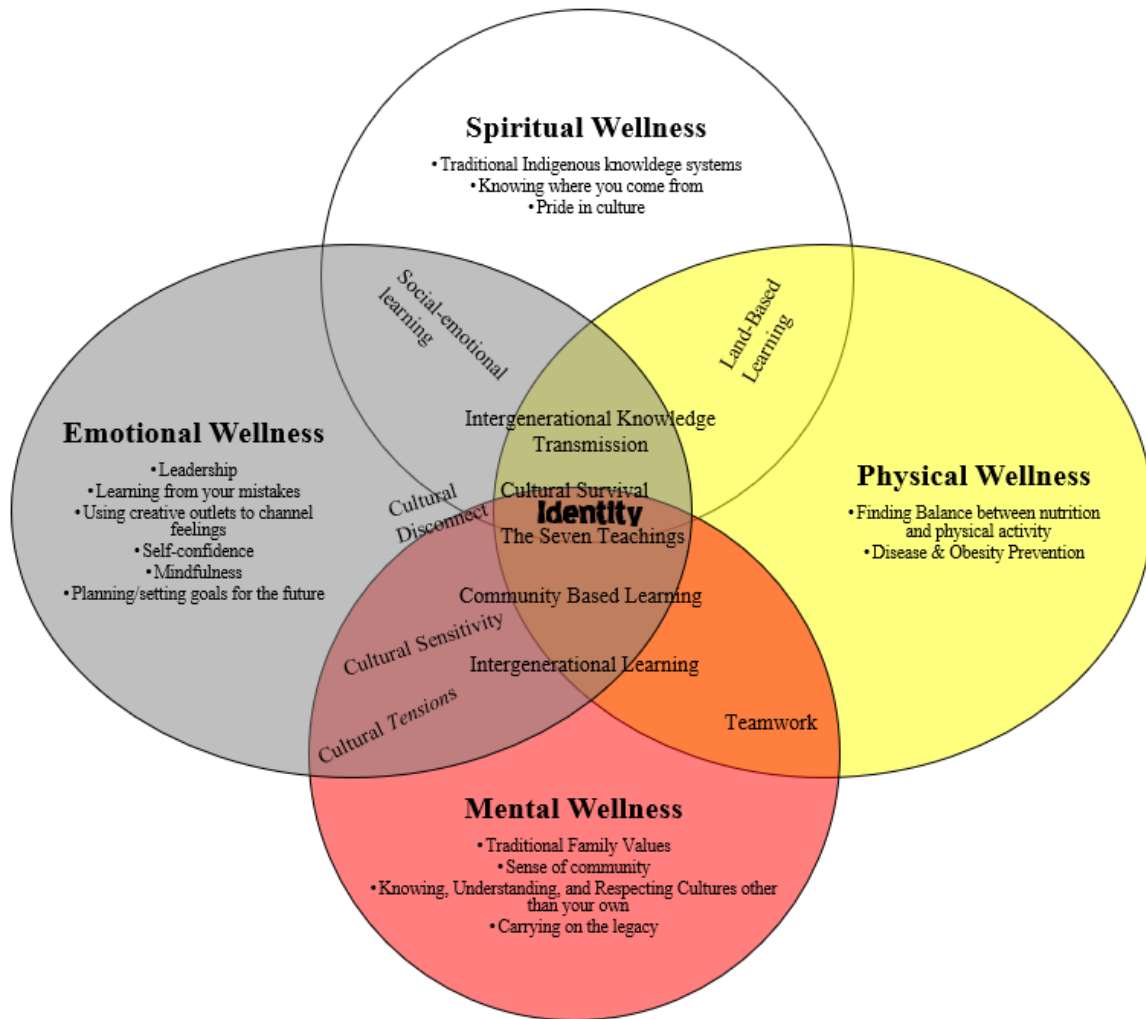 Spiritual Wellness
•Traditional Indigenous knowldege systems
•Knowing where you come from
•Pride in culture
Social-emotional
learning
Land-Based
Learning
Intergenerational Knowledge
Transmission
Emotional Wellness
•Leadership
•Learning from your mistakes
•Using creative outlets to channel
feelings
•Self-confidence
•Mindfulness
•Planning/setting goals for the future
Cultural
Disconnect
Cultural Survival
Identity
The Seven Teachings
Physical Wellness
•Finding Balance between nutrition
and physical activity
•Disease & Obesity Prevention
Community Based Learning
Cultural Sensitivity
Intergenerational Learning
Cultural Tensions
Teamwork
Mental Wellness
•Traditional Family Values
•Sense of community
•Knowing, Understanding, and Respecting Cultures other
than your own
•Carrying on the legacy